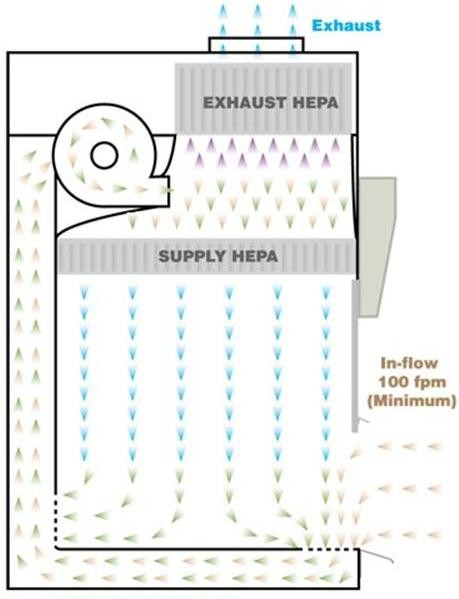 Exhaust
EXHAUST HEPA
SUPPLY HEPA
In-flow
100 fpm
(Minimum)